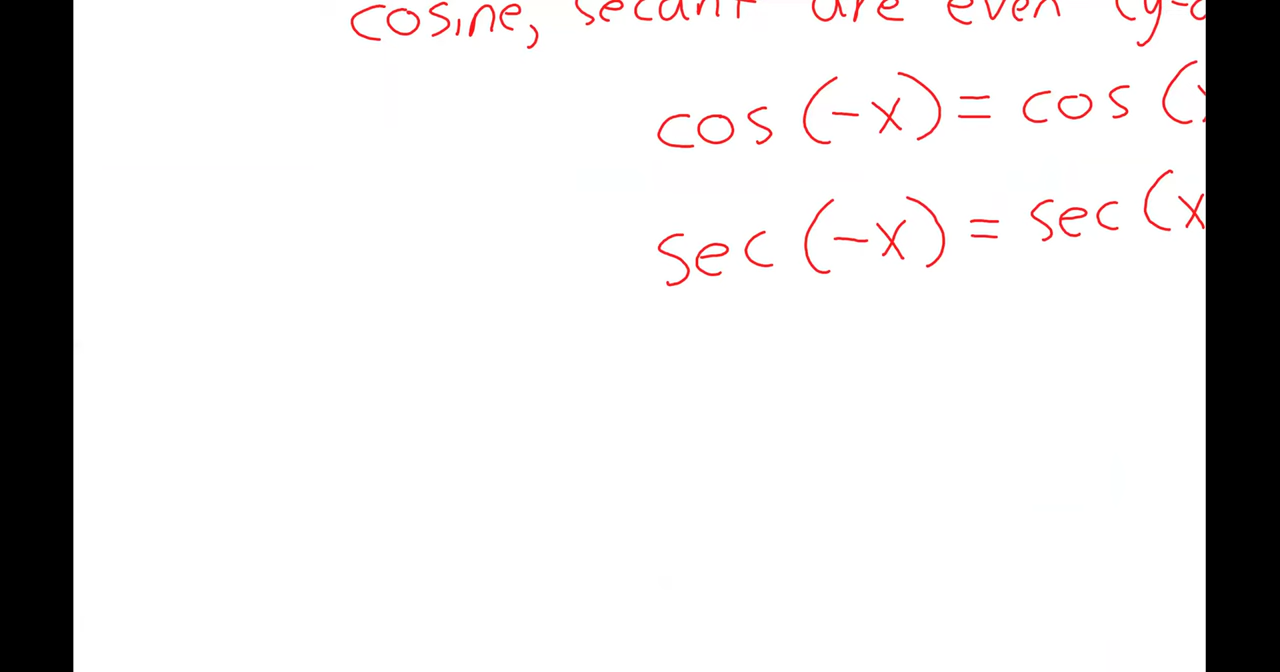 cosine, secant are even (y-
cos (-x) = cos (
sec (-x) = sec (x